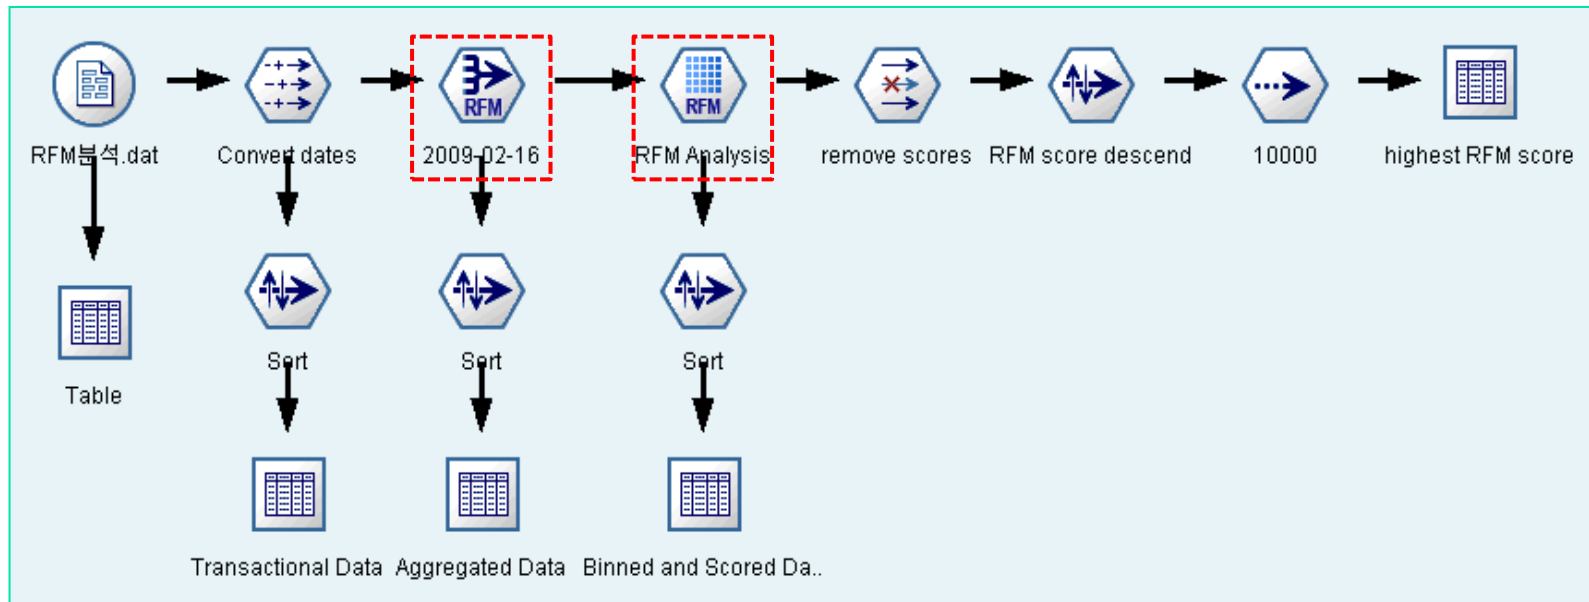 RFM
RFM
RFM분석.dat
Convert dates
2009-02-16
RFM Analysis
remove scores
RFM score descend
10000
highest RFM score
Table
Sort
Sort
Sort
Transactional Data
Aggregated Data
Binned and Scored Da..